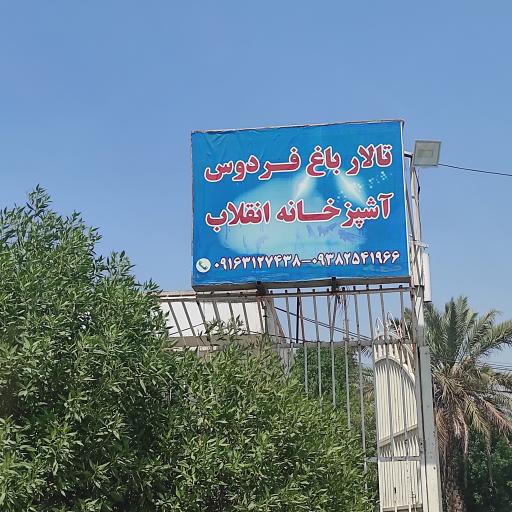 تالار باغ فردوس
آشپزخانه انقلاب
۰۹۱۶۳۱۲۷۴۳۸-۰۹۳۸۲۵۴۱۹۶۶